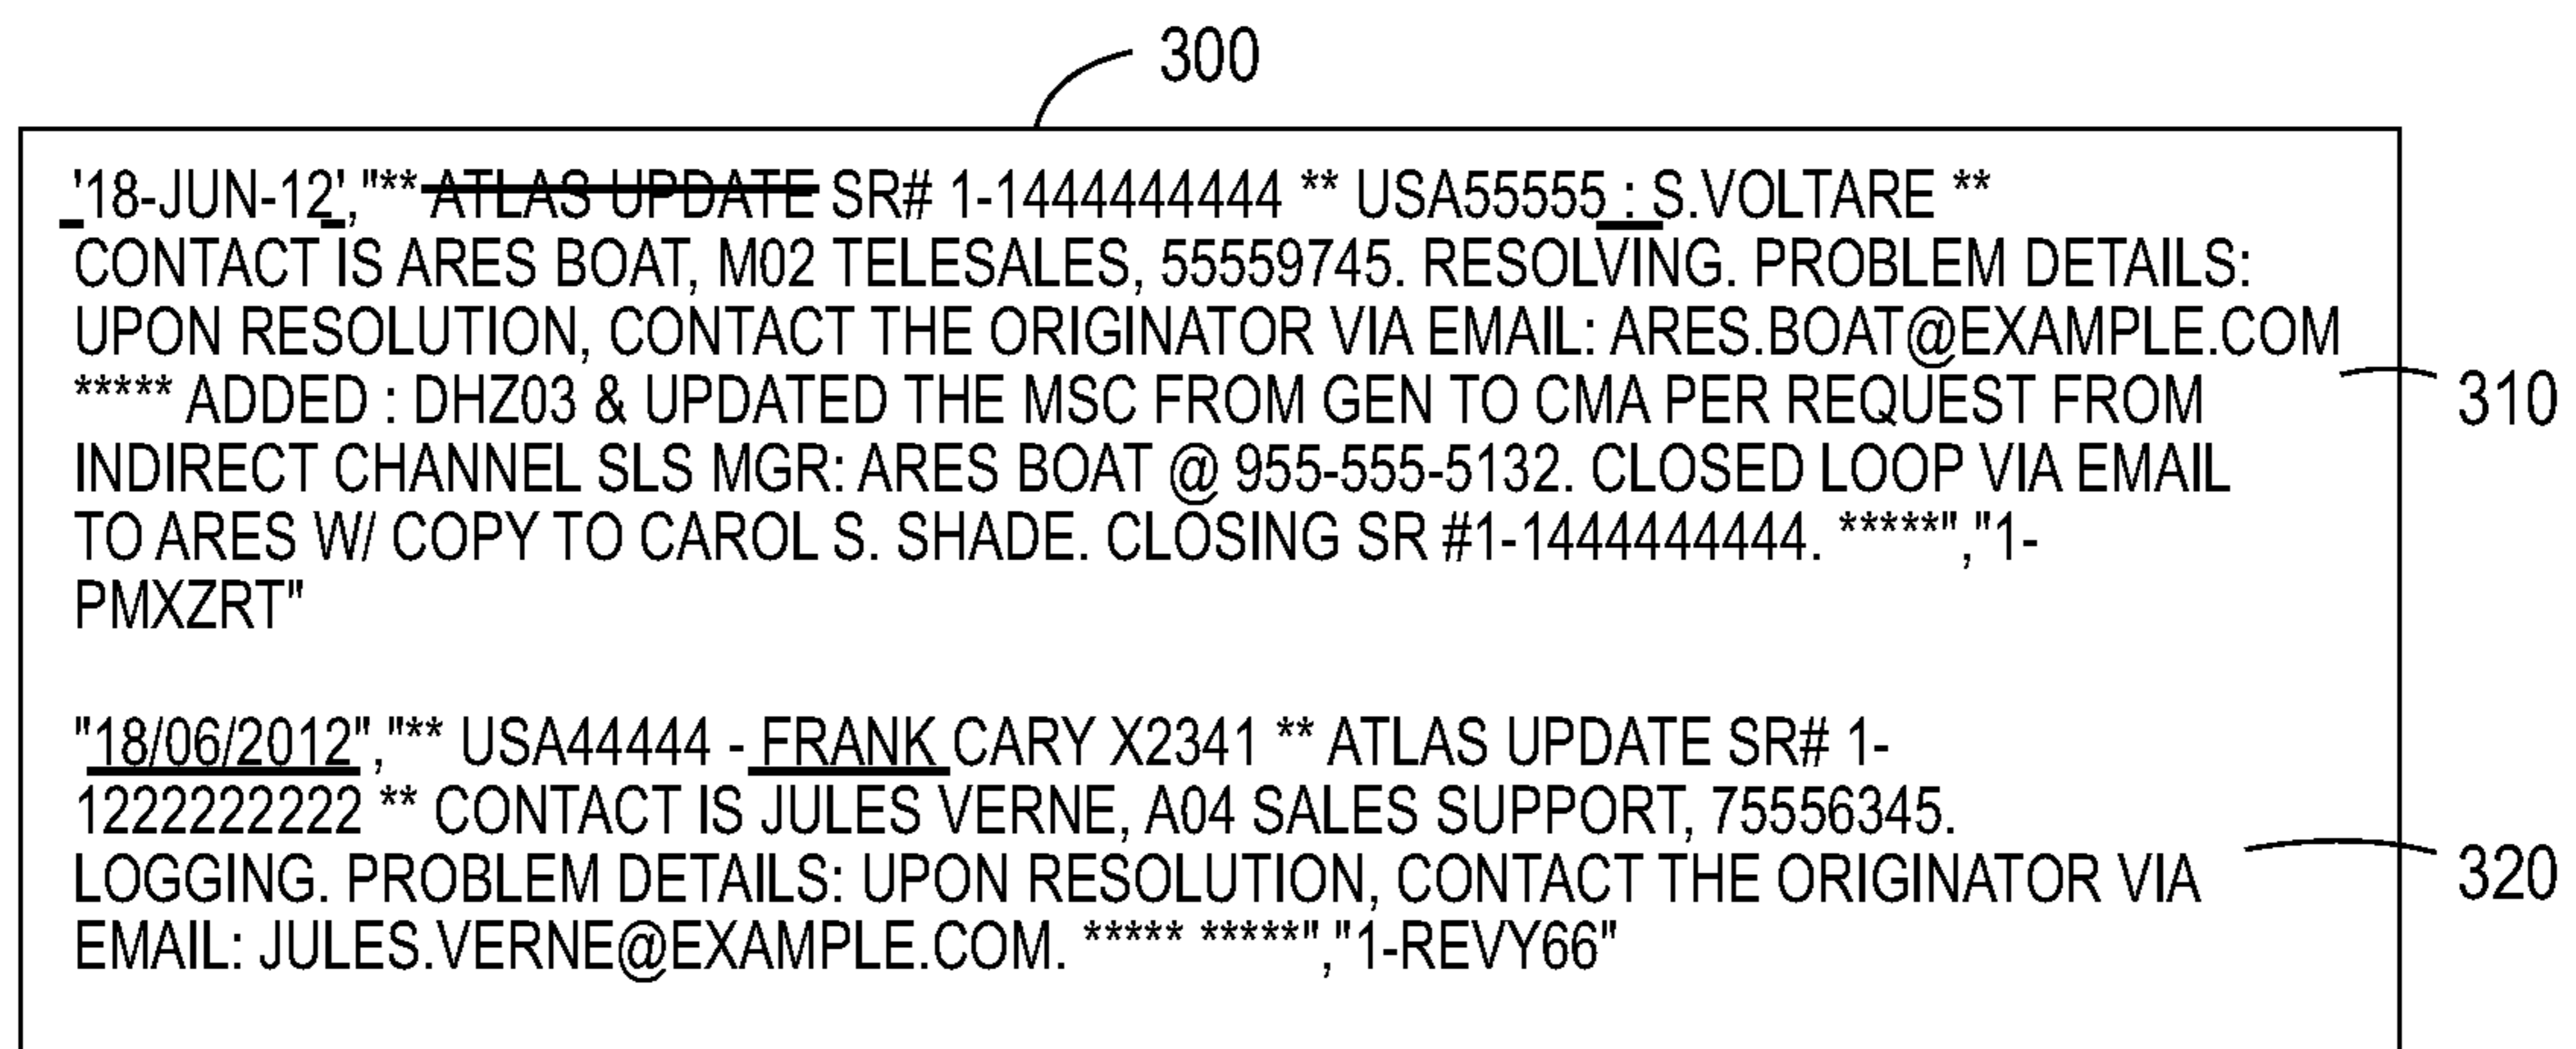 300
'18-JUN-12',"** ATLAS UPDATE SR# 1-1444444444 ** USA55555 : S.VOLTARE **
CONTACT IS ARES BOAT, M02 TELESALES, 55559745. RESOLVING. PROBLEM DETAILS:
UPON RESOLUTION, CONTACT THE ORIGINATOR VIA EMAIL: ARES.BOAT@EXAMPLE.COM
***** ADDED : DHZ03 & UPDATED THE MSC FROM GEN TO CMA PER REQUEST FROM
310
INDIRECT CHANNEL SLS MGR: ARES BOAT @ 955-555-5132. CLOSED LOOP VIA EMAIL
TO ARES W/ COPY TO CAROL S. SHADE. CLOSING SR #1-1444444444. *****","1-
PMXZRT"
"18/06/2012","** USA44444 - FRANK CARY X2341 ** ATLAS UPDATE SR# 1-
1222222222 ** CONTACT IS JULES VERNE, A04 SALES SUPPORT, 75556345.
LOGGING. PROBLEM DETAILS: UPON RESOLUTION, CONTACT THE ORIGINATOR VIA
320
EMAIL: JULES.VERNE@EXAMPLE.COM. ***** *****","1-REVY66"